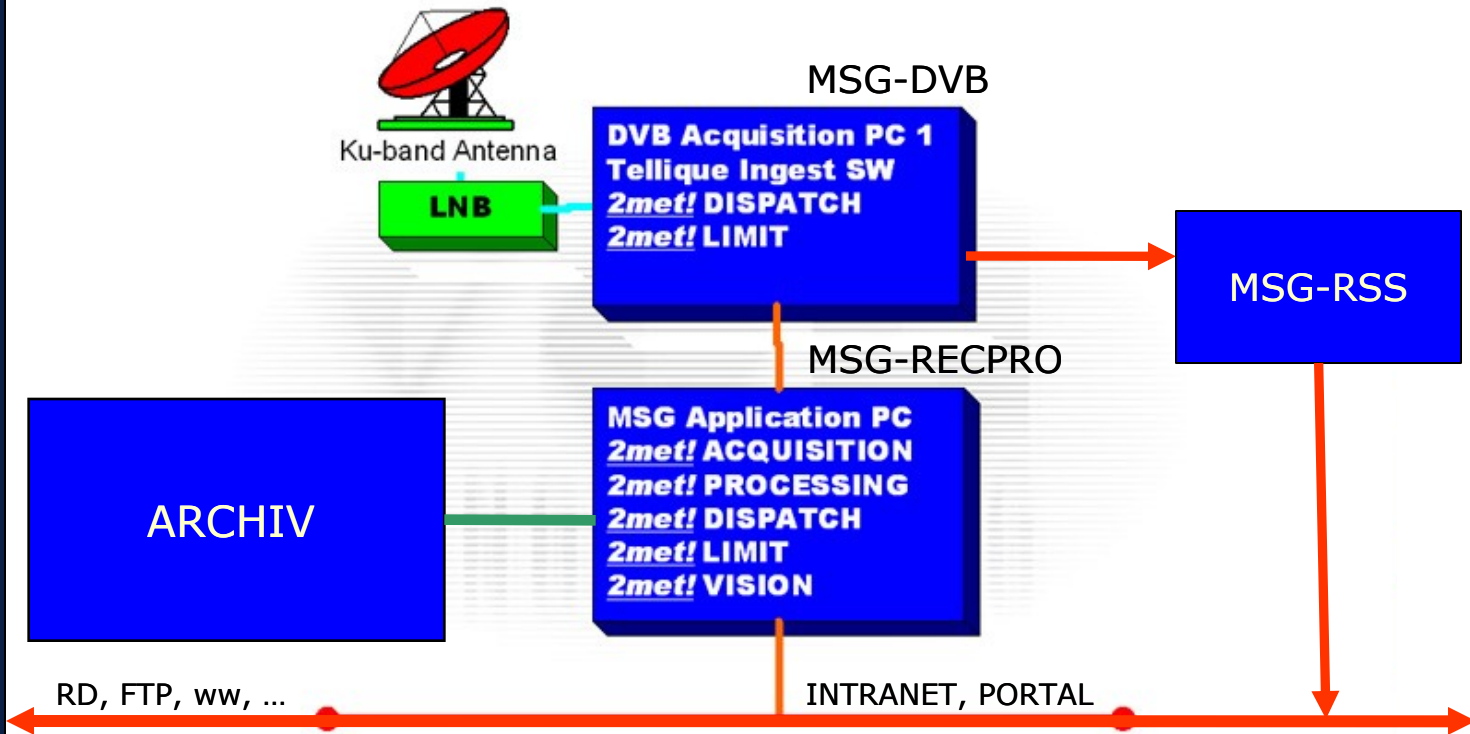 MSG-DVB
Ku-band Antenna
LNB
DVB Acquisition PC 1
Tellique Ingest SW
2met! DISPATCH
2met! LIMIT
MSG-RSS
MSG-RECPRO
MSG Application PC
2met! ACQUISITION
2met! PROCESSING
2met! DISPATCH
2met! LIMIT
2met! VISION
ARCHIV
RD, FTP, ww, ...
INTRANET, PORTAL